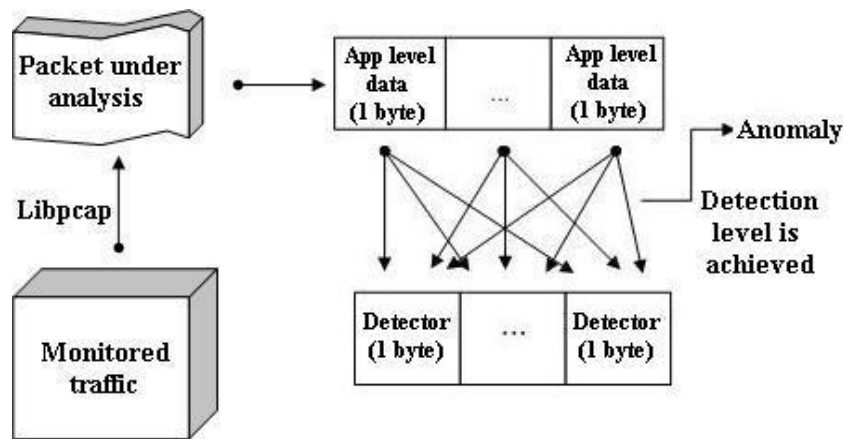 Packet under
analysis
App level
data
(1 byte)
...
App level
data
(1 byte)
Anomaly
Libpcap
Detection
level is
achieved
Monitored
traffic
Detector
(1 byte)
...
Detector
(1 byte)